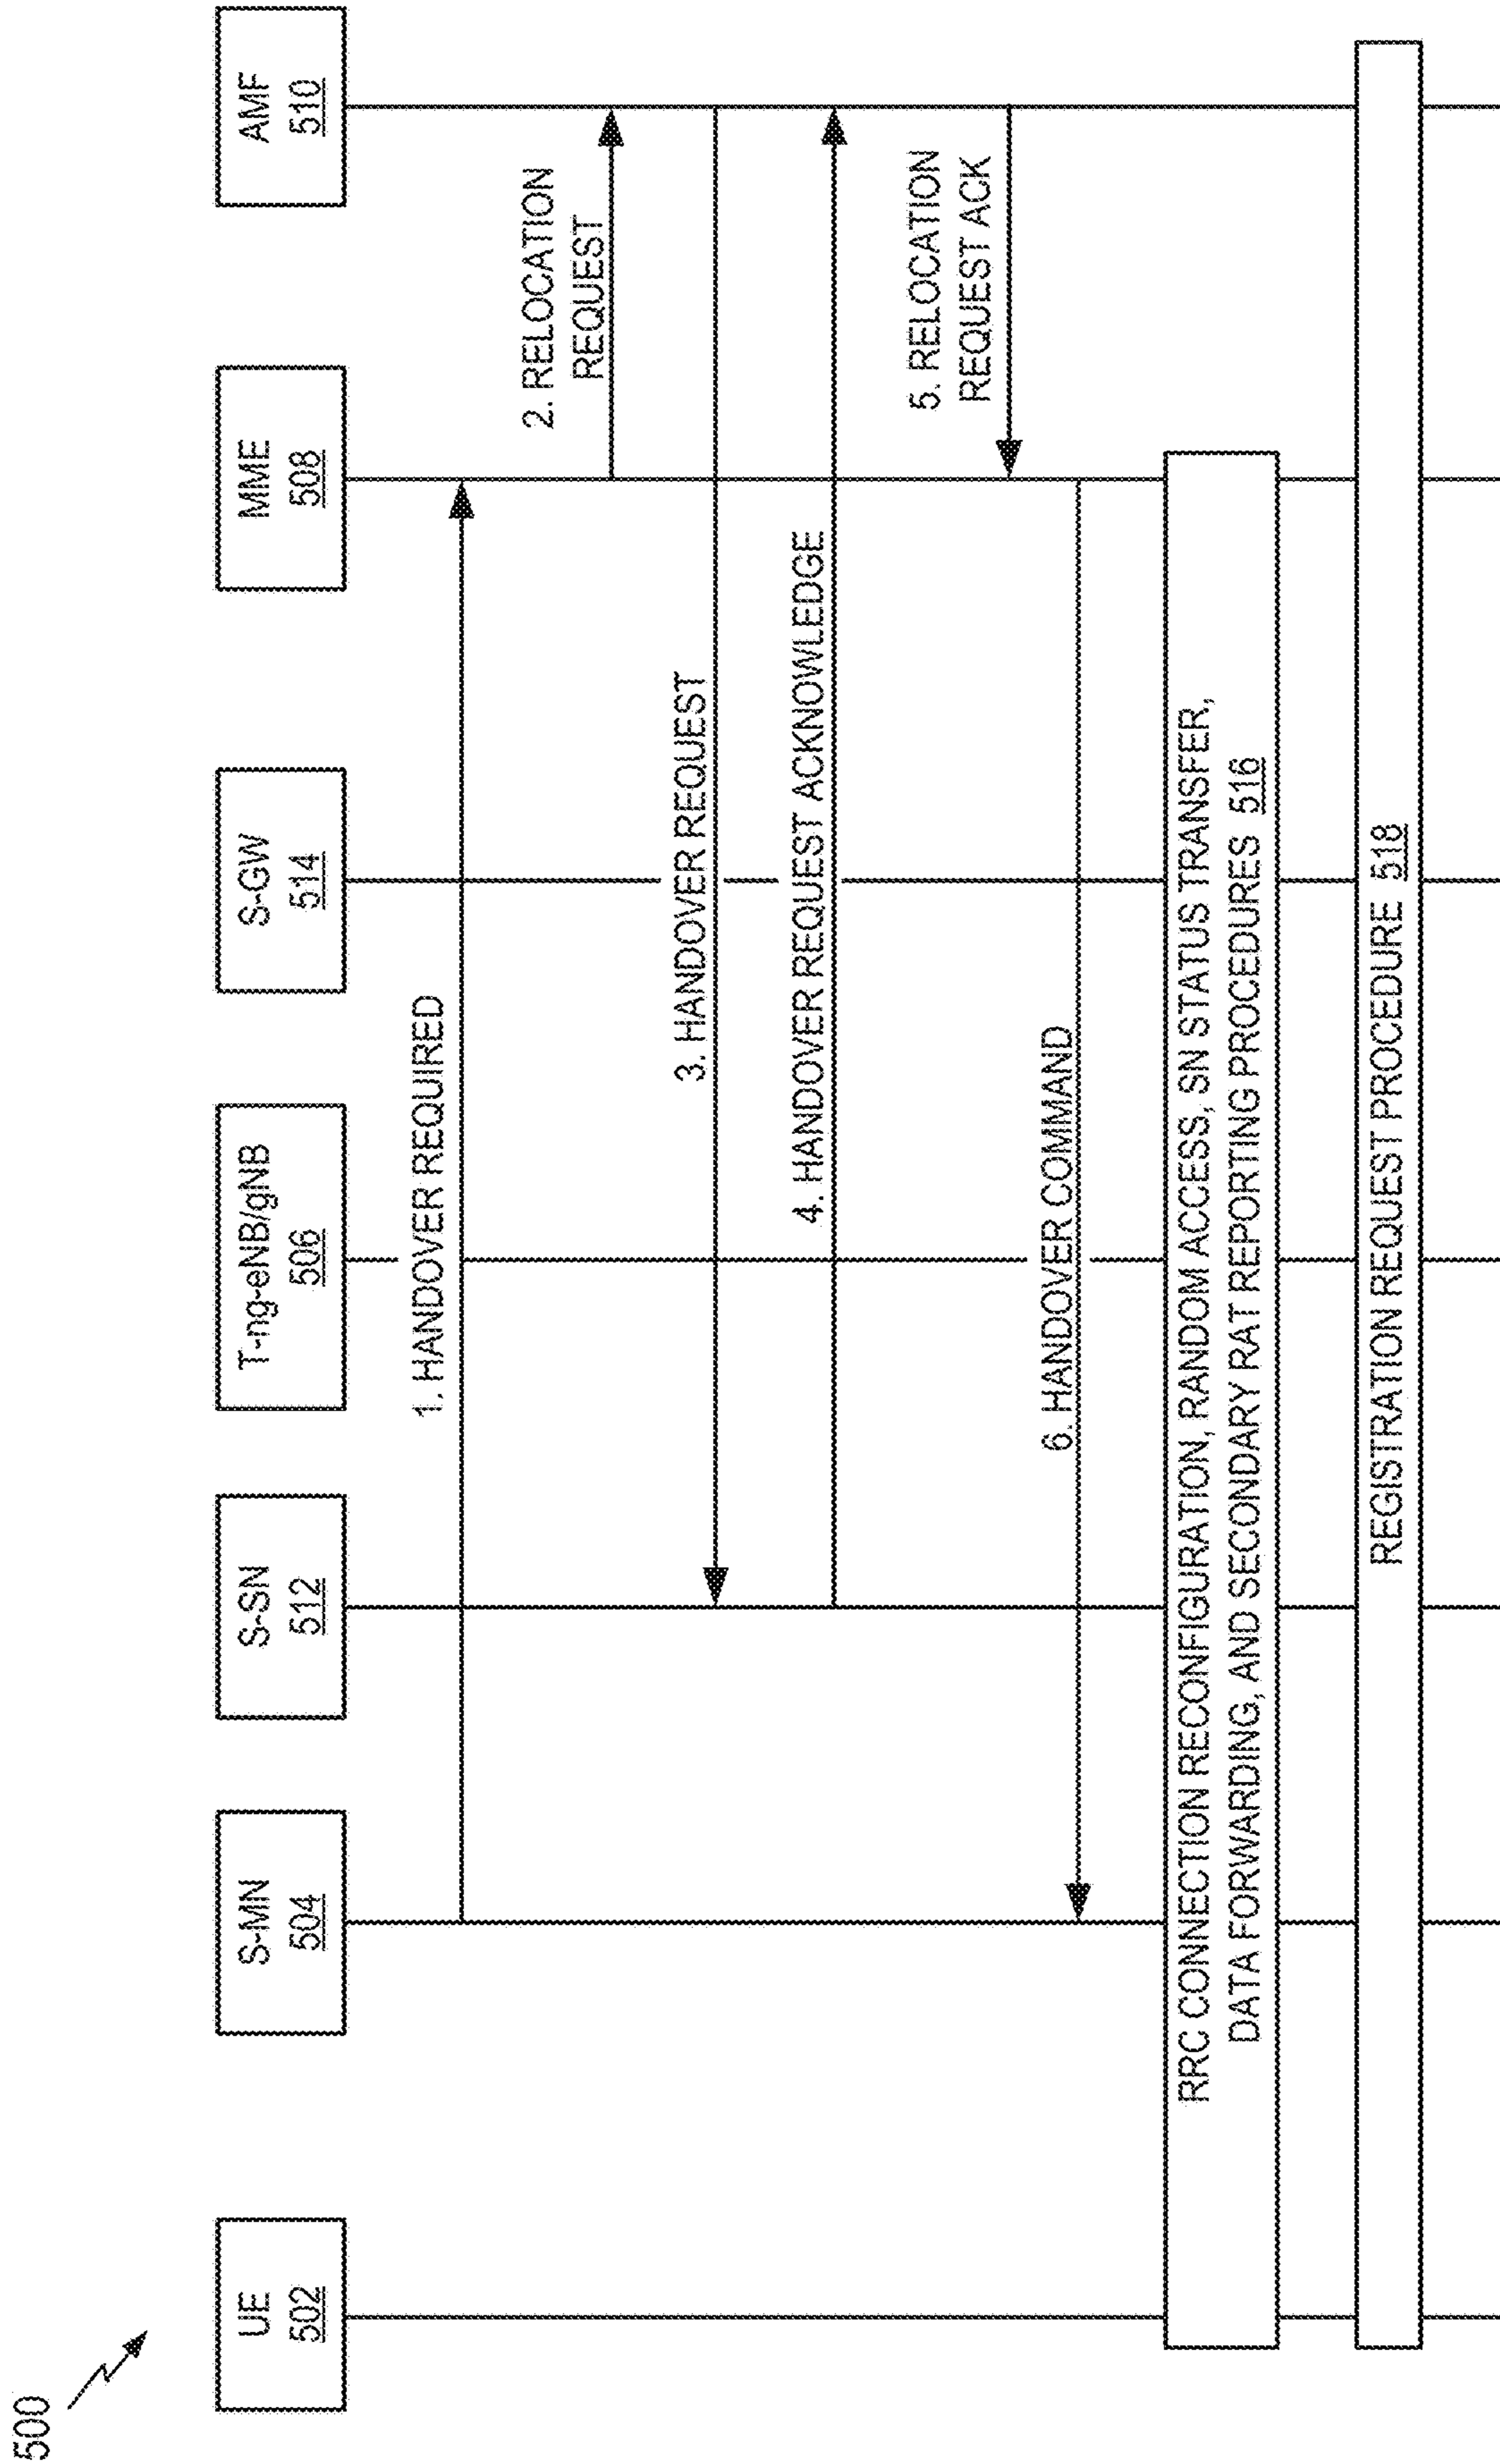 500
UE
502
S-MN
504
S-SN
512
T-ng-eNB/gNB
506
S-GW
514
MME
508
AMF
510
1. HANDOVER REQUIRED
2. RELOCATION
REQUEST
3. HANDOVER REQUEST
4. HANDOVER REQUEST ACKNOWLEDGE
5. RELOCATION
REQUEST ACK
6. HANDOVER COMMAND
RRC CONNECTION RECONFIGURATION, RANDOM ACCESS, SN STATUS TRANSFER,
DATA FORWARDING, AND SECONDARY RAT REPORTING PROCEDURES 516
REGISTRATION REQUEST PROCEDURE 518